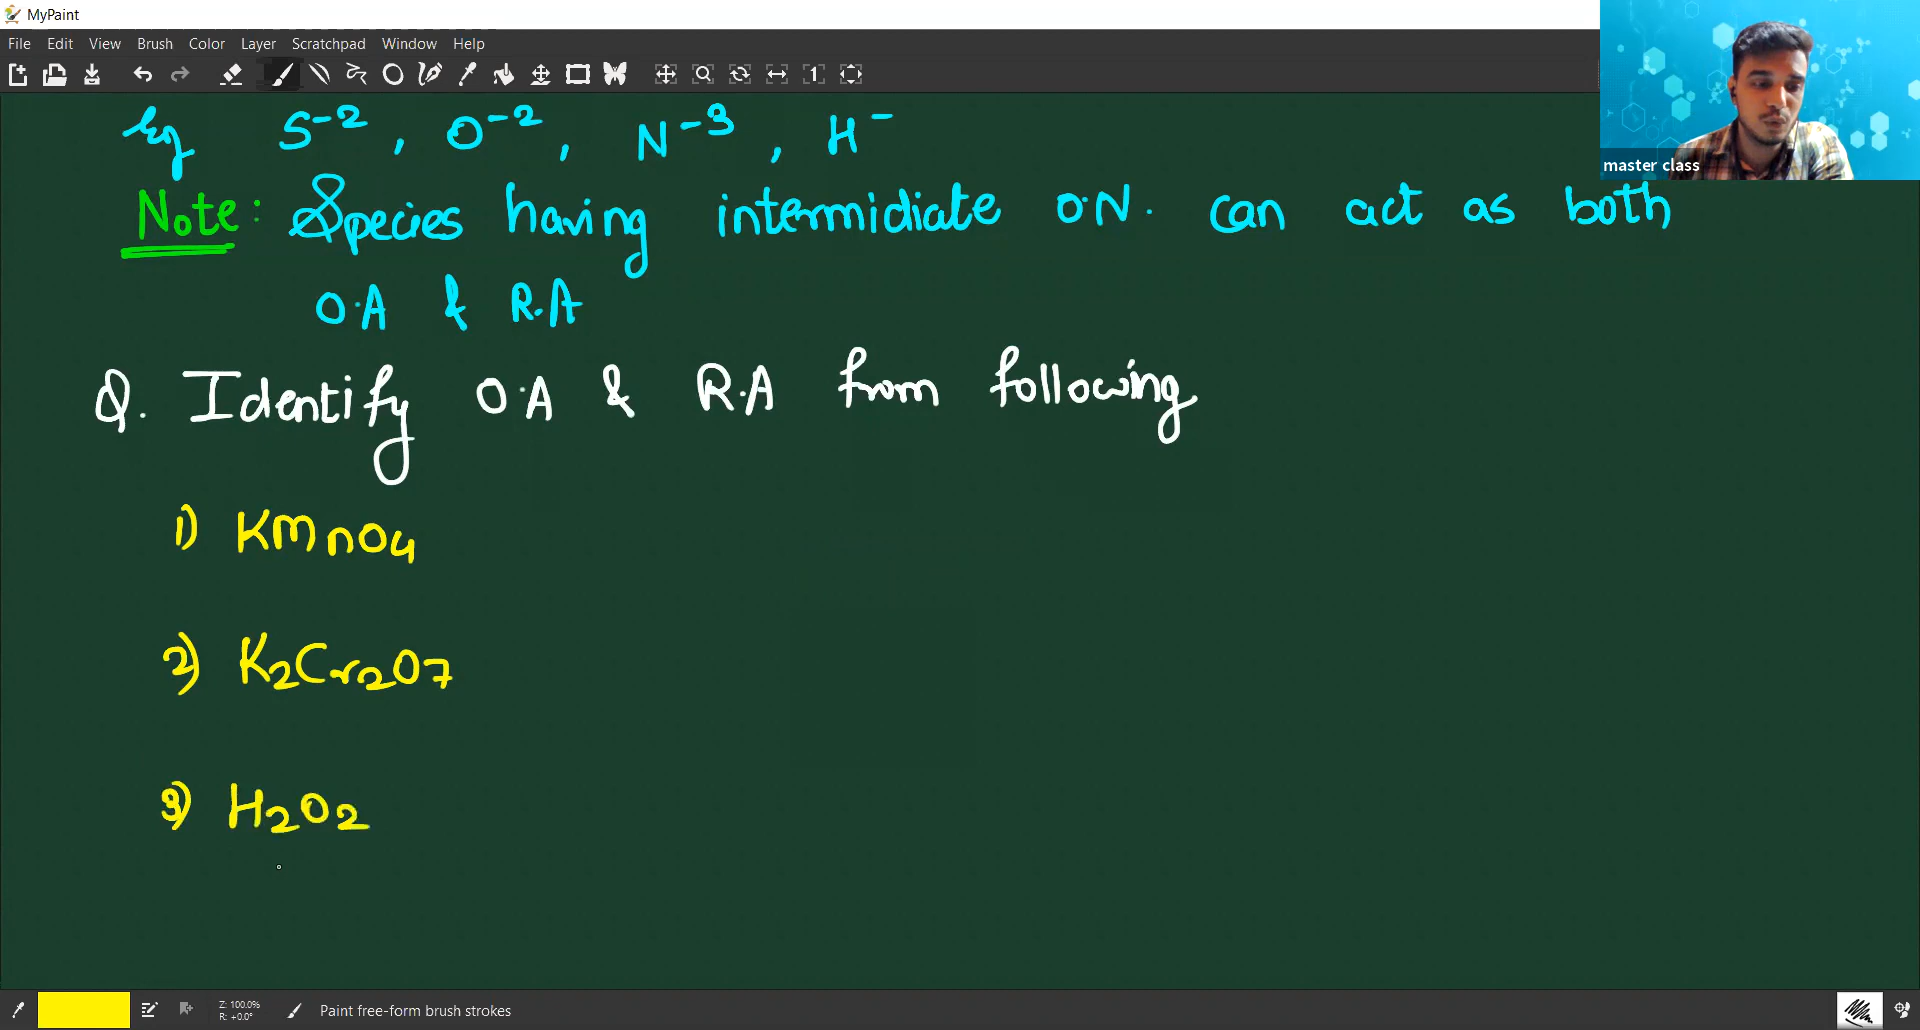 MyPaint
File Edit View Brush Color Layer Scratchpad Window Help
master class
eg S⁻², O⁻², N⁻³, H⁻
Note: Species having intermidiate O.N. can act as both
O.A & R.A
Q. Identify O.A & R.A from following
1) KMnO4
2) K2Cr2O7
3) H2O2
Z: 100.0%
R: +0.0°
Paint free-form brush strokes